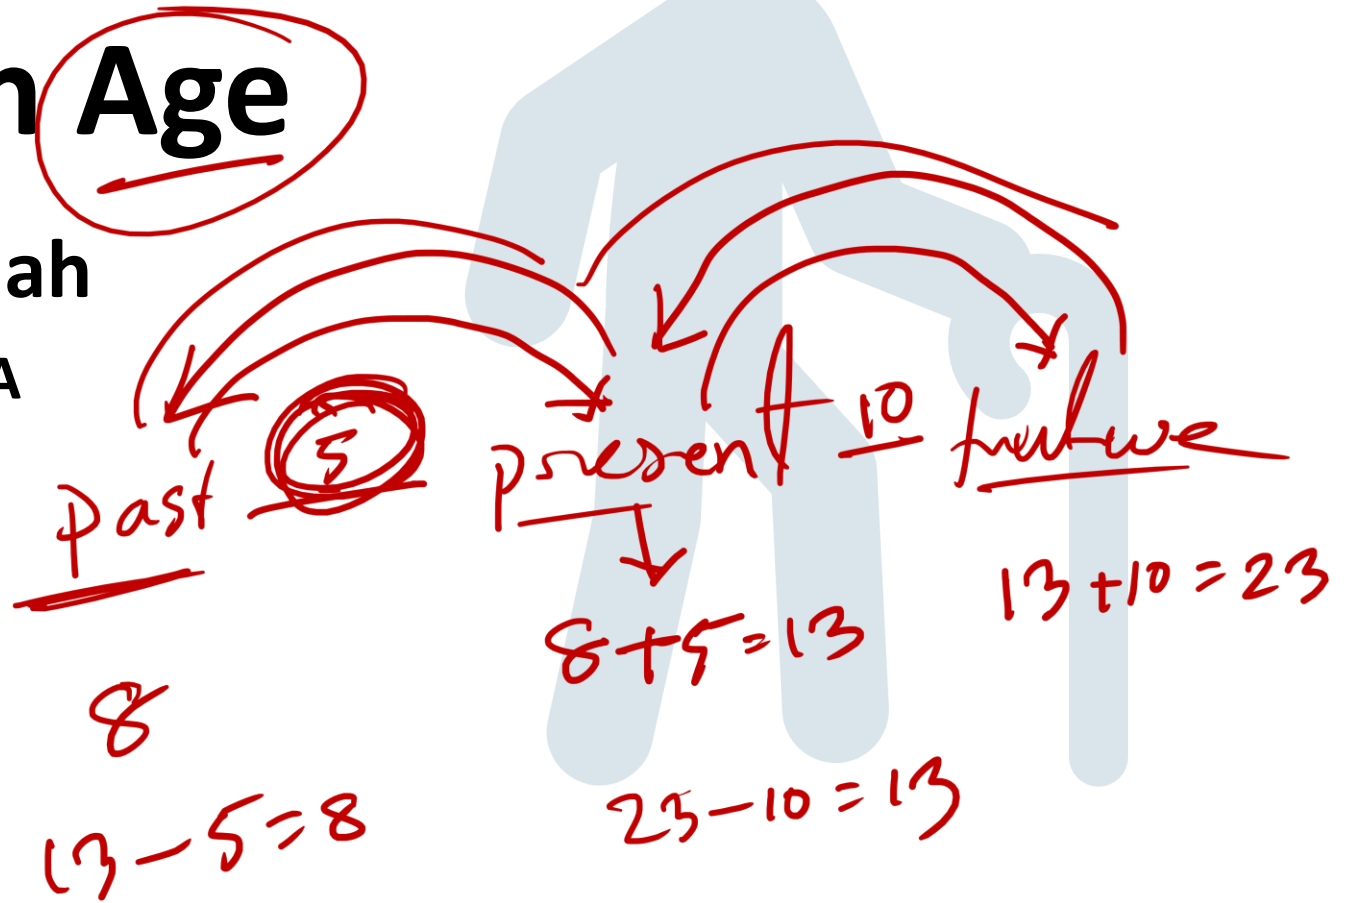 n Age
ah
A
past 5 present 10 future
8+5=13
13+10=23
8
13-5=8
23-10=13